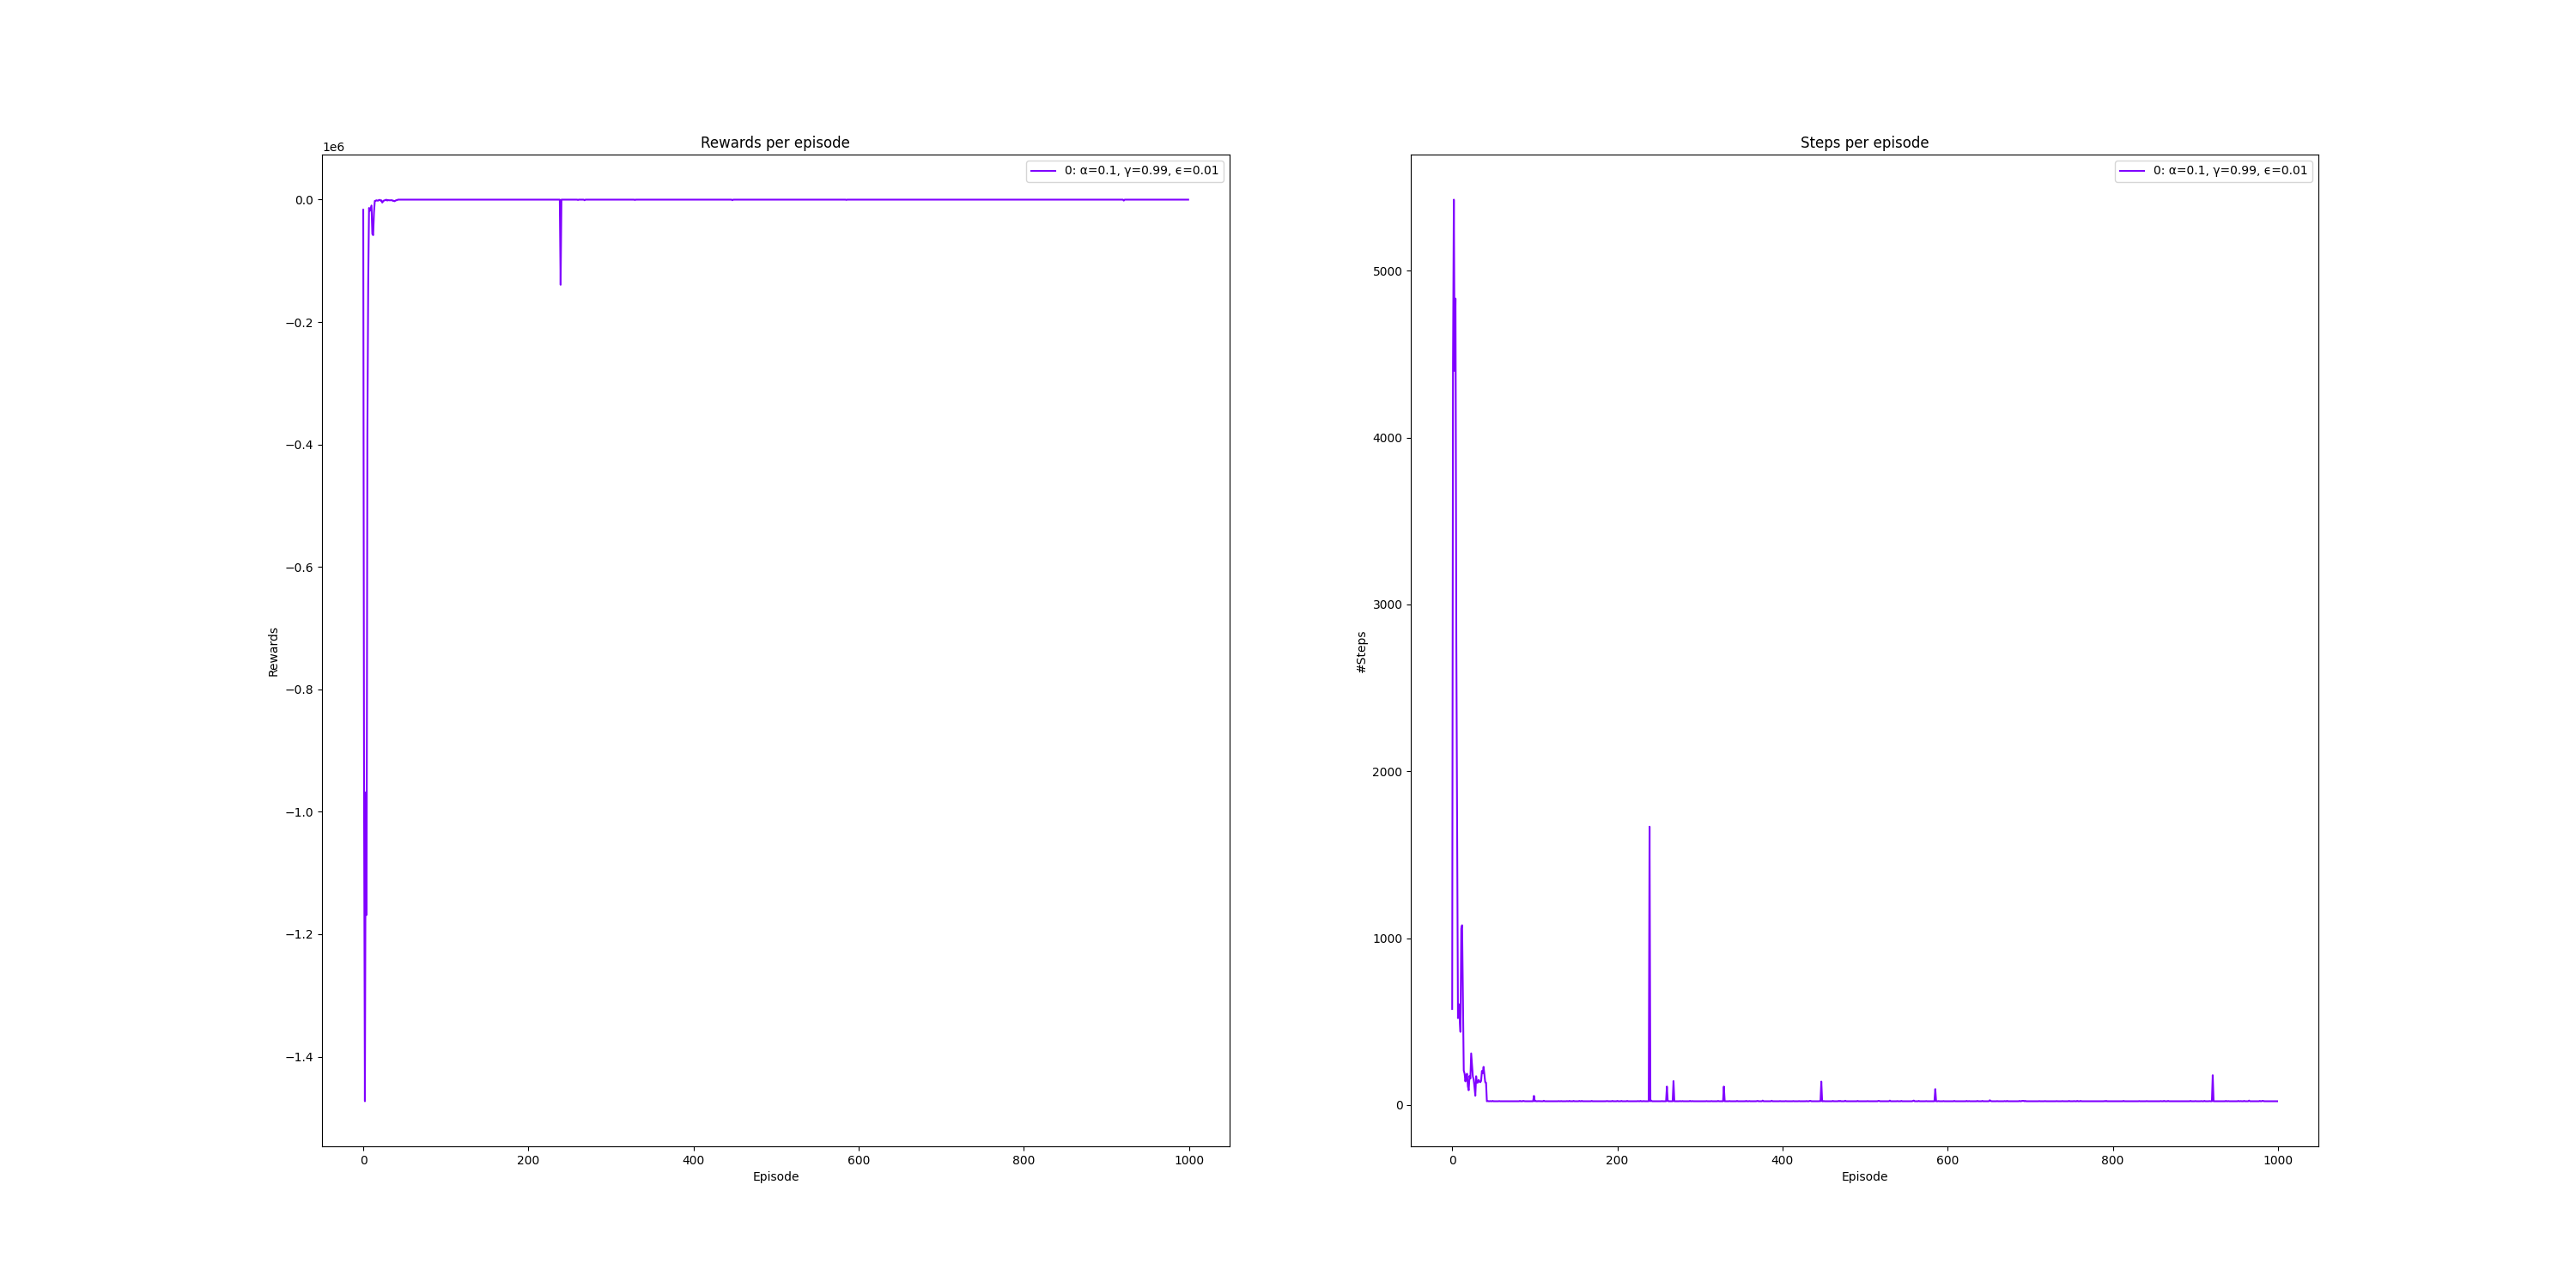 Rewards per episode
1e6
0: α=0.1, γ=0.99, ϵ=0.01
0.0
−0.2
−0.4
−0.6
−0.8
−1.0
−1.2
−1.4
Rewards
0 200 400 600 800 1000
Episode
Steps per episode
0: α=0.1, γ=0.99, ϵ=0.01
5000
4000
3000
2000
1000
0
#Steps
0 200 400 600 800 1000
Episode